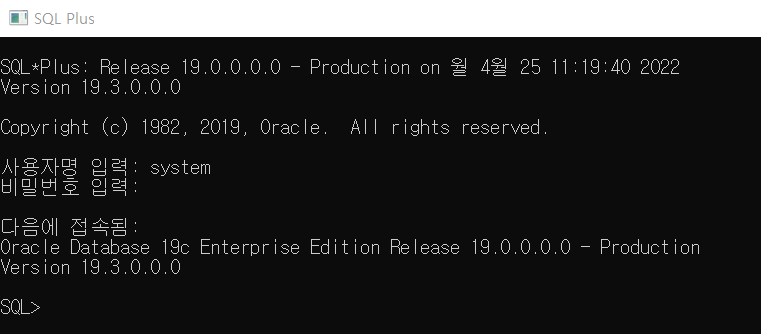 SQL Plus
SQL*Plus: Release 19.0.0.0.0 - Production on 월 4월 25 11:19:40 2022
Version 19.3.0.0.0
Copyright (c) 1982, 2019, Oracle.  All rights reserved.
사용자명 입력: system
비밀번호 입력:
다음에 접속됨:
Oracle Database 19c Enterprise Edition Release 19.0.0.0.0 - Production
Version 19.3.0.0.0
SQL>